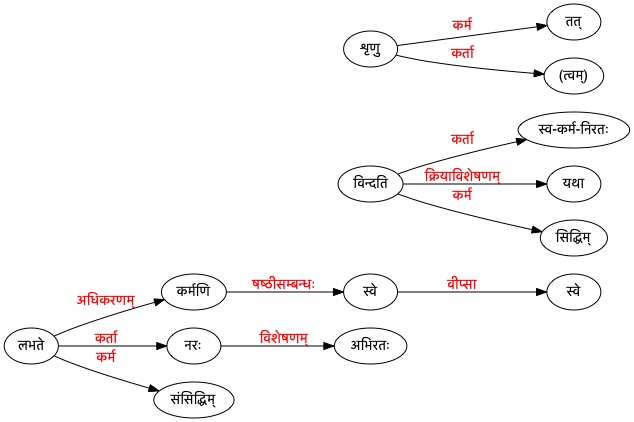 कर्म
तत्
शृणु
कर्ता
(त्वम्)
कर्ता
स्व-कर्म-निरतः
विन्दति
क्रियाविशेषणम्
यथा
कर्म
सिद्धिम्
अधिकरणम्
कर्मणि
षष्ठीसम्बन्धः
स्वे
वीप्सा
स्वे
लभते
कर्ता
नरः
विशेषणम्
अभिरतः
कर्म
संसिद्धिम्